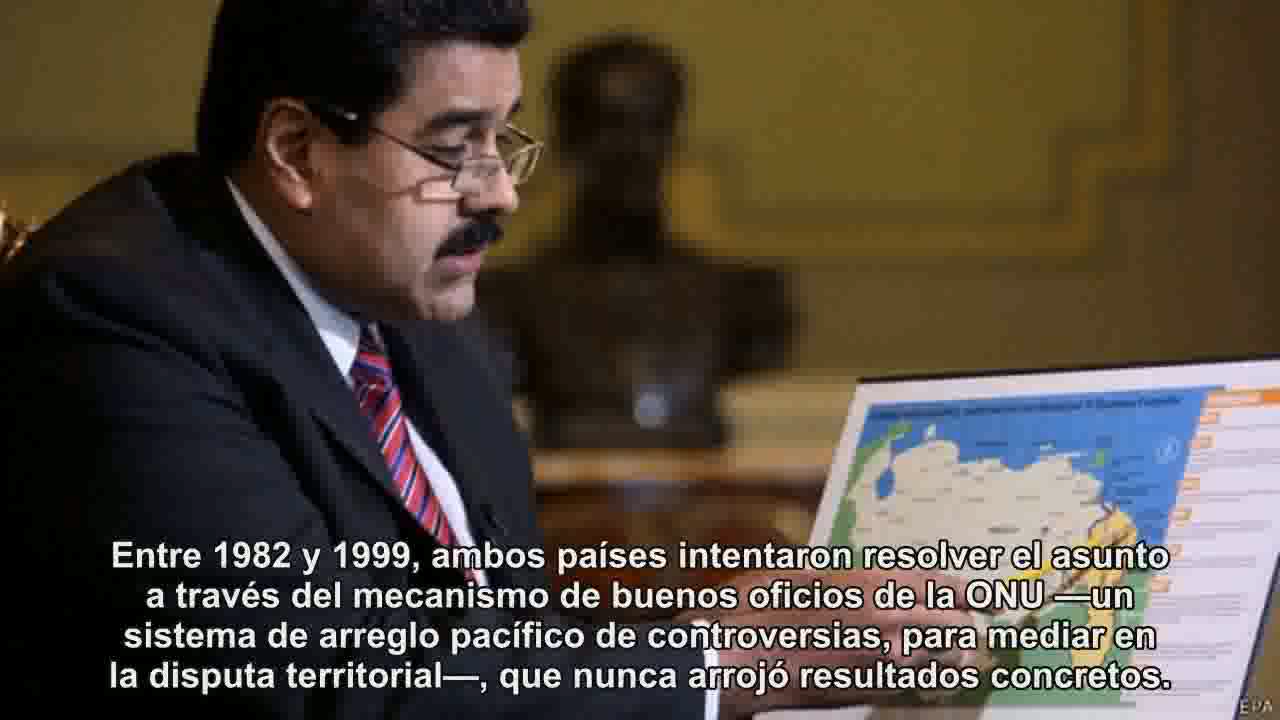 Entre 1982 y 1999, ambos países intentaron resolver el asunto
a través del mecanismo de buenos oficios de la ONU —un
sistema de arreglo pacífico de controversias, para mediar en
la disputa territorial—, que nunca arrojó resultados concretos.
EPA